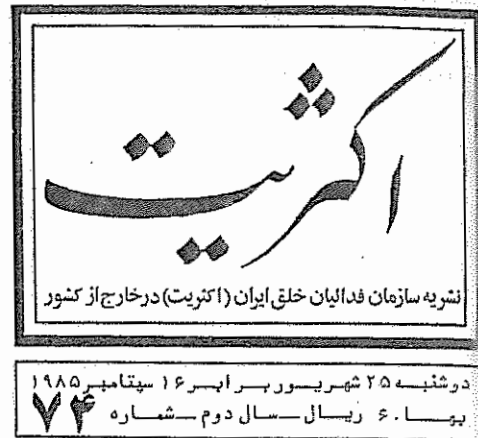 اکثریت
نشریه سازمان فدائیان خلق ایران (اکثریت) در خارج از کشور
دوشنبه ۲۵ شهریور برابر ۱۶ سپتامبر ۱۹۸۵
بها ۶۰ ریال ـ سال دوم ـ شماره ۷۴